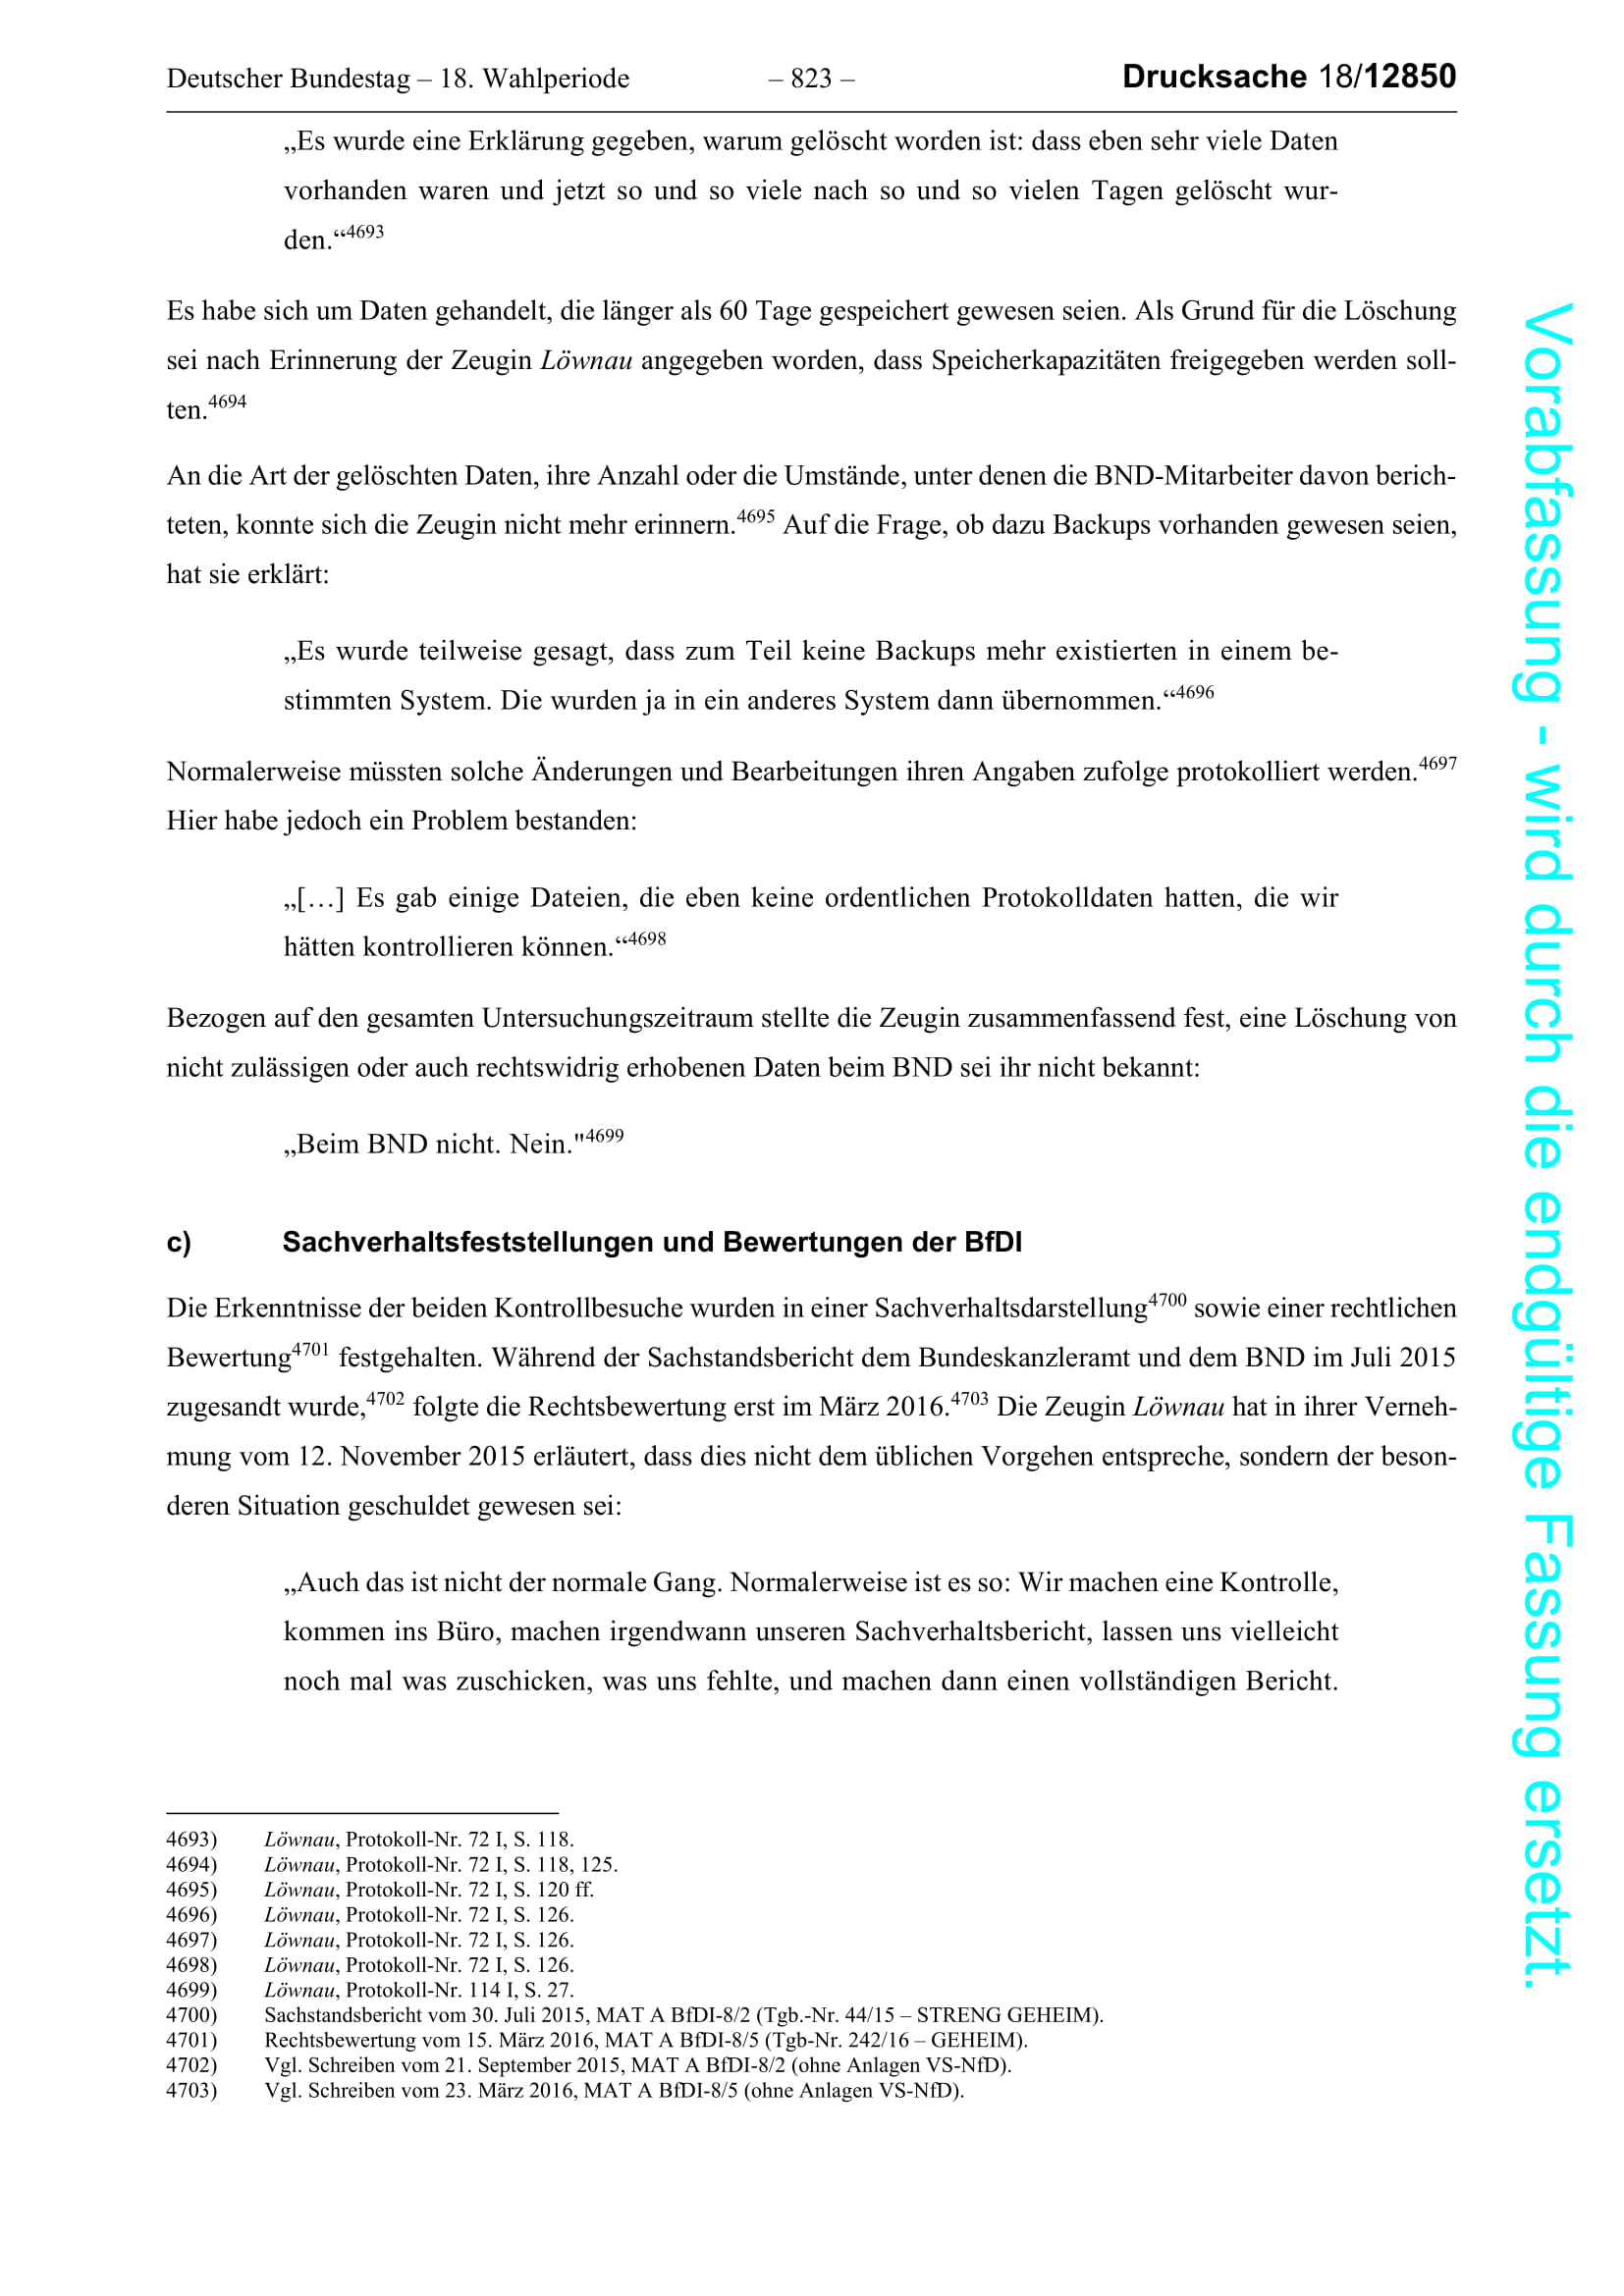 Deutscher Bundestag – 18. Wahlperiode – 823 – Drucksache 18/12850
„Es wurde eine Erklärung gegeben, warum gelöscht worden ist: dass eben sehr viele Daten
vorhanden waren und jetzt so und so viele nach so und so vielen Tagen gelöscht wur-
den.“4693
Es habe sich um Daten gehandelt, die länger als 60 Tage gespeichert gewesen seien. Als Grund für die Löschung
sei nach Erinnerung der Zeugin Löwnau angegeben worden, dass Speicherkapazitäten freigegeben werden soll-
ten.4694
An die Art der gelöschten Daten, ihre Anzahl oder die Umstände, unter denen die BND-Mitarbeiter davon berich-
teten, konnte sich die Zeugin nicht mehr erinnern.4695 Auf die Frage, ob dazu Backups vorhanden gewesen seien,
hat sie erklärt:
„Es wurde teilweise gesagt, dass zum Teil keine Backups mehr existierten in einem be-
stimmten System. Die wurden ja in ein anderes System dann übernommen.“4696
Normalerweise müssten solche Änderungen und Bearbeitungen ihren Angaben zufolge protokolliert werden.4697
Hier habe jedoch ein Problem bestanden:
„[…] Es gab einige Dateien, die eben keine ordentlichen Protokolldaten hatten, die wir
hätten kontrollieren können.“4698
Bezogen auf den gesamten Untersuchungszeitraum stellte die Zeugin zusammenfassend fest, eine Löschung von
nicht zulässigen oder auch rechtswidrig erhobenen Daten beim BND sei ihr nicht bekannt:
„Beim BND nicht. Nein."4699
c) Sachverhaltsfeststellungen und Bewertungen der BfDI
Die Erkenntnisse der beiden Kontrollbesuche wurden in einer Sachverhaltsdarstellung4700 sowie einer rechtlichen
Bewertung4701 festgehalten. Während der Sachstandsbericht dem Bundeskanzleramt und dem BND im Juli 2015
zugesandt wurde,4702 folgte die Rechtsbewertung erst im März 2016.4703 Die Zeugin Löwnau hat in ihrer Verneh-
mung vom 12. November 2015 erläutert, dass dies nicht dem üblichen Vorgehen entspreche, sondern der beson-
deren Situation geschuldet gewesen sei:
„Auch das ist nicht der normale Gang. Normalerweise ist es so: Wir machen eine Kontrolle,
kommen ins Büro, machen irgendwann unseren Sachverhaltsbericht, lassen uns vielleicht
noch mal was zuschicken, was uns fehlte, und machen dann einen vollständigen Bericht.
4693) Löwnau, Protokoll-Nr. 72 I, S. 118.
4694) Löwnau, Protokoll-Nr. 72 I, S. 118, 125.
4695) Löwnau, Protokoll-Nr. 72 I, S. 120 ff.
4696) Löwnau, Protokoll-Nr. 72 I, S. 126.
4697) Löwnau, Protokoll-Nr. 72 I, S. 126.
4698) Löwnau, Protokoll-Nr. 72 I, S. 126.
4699) Löwnau, Protokoll-Nr. 114 I, S. 27.
4700) Sachstandsbericht vom 30. Juli 2015, MAT A BfDI-8/2 (Tgb.-Nr. 44/15 – STRENG GEHEIM).
4701) Rechtsbewertung vom 15. März 2016, MAT A BfDI-8/5 (Tgb-Nr. 242/16 – GEHEIM).
4702) Vgl. Schreiben vom 21. September 2015, MAT A BfDI-8/2 (ohne Anlagen VS-NfD).
4703) Vgl. Schreiben vom 23. März 2016, MAT A BfDI-8/5 (ohne Anlagen VS-NfD).
Vorabfassung - wird durch die endgültige Fassung ersetzt.